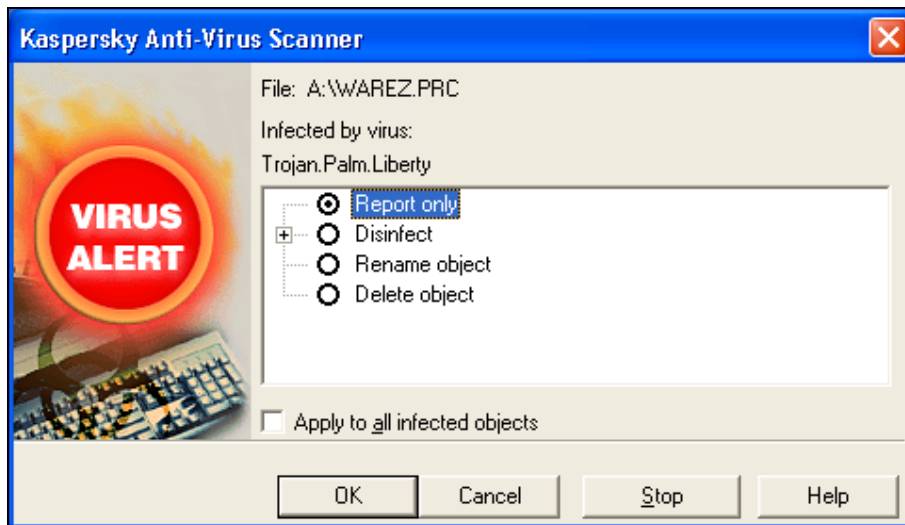 Kaspersky Anti-Virus Scanner
File: A:\WAREZ.PRC
Infected by virus:
Trojan.Palm.Liberty
VIRUS
ALERT
Report only
Disinfect
Rename object
Delete object
Apply to all infected objects
OK
Cancel
Stop
Help